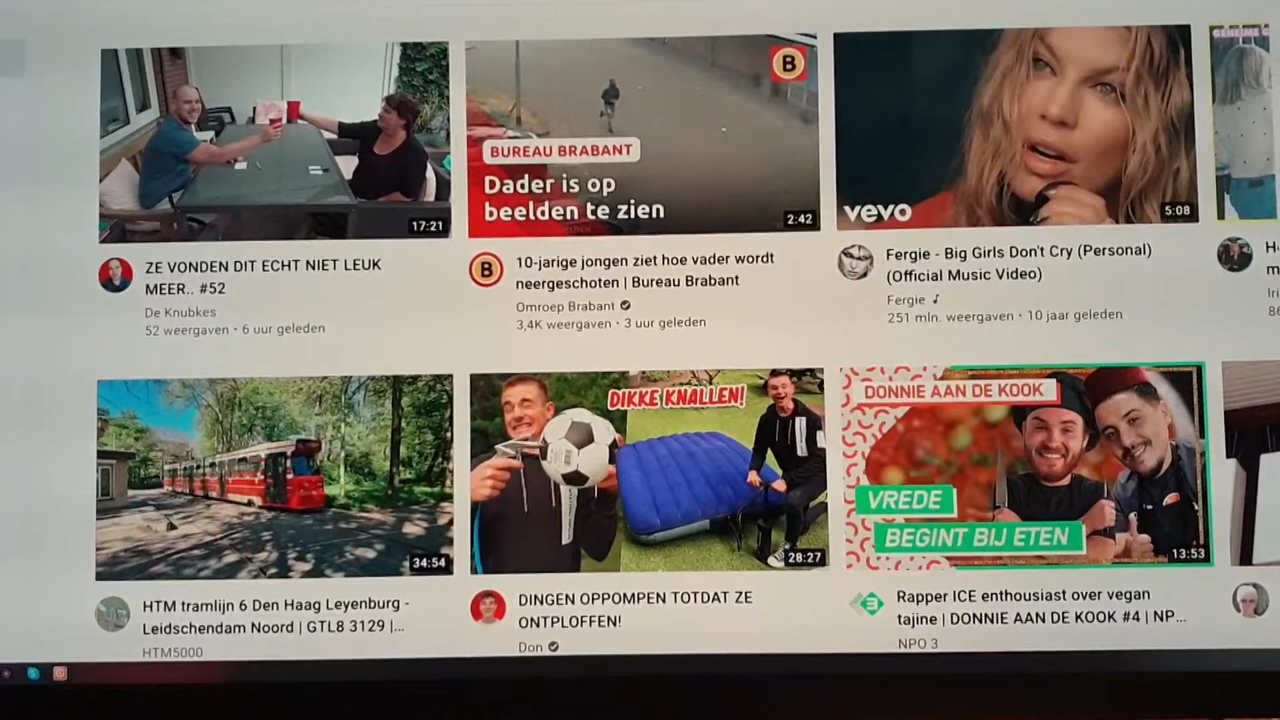 GEHEIME G
B
BUREAU BRABANT
Dader is op
beelden te zien
vevo
17:21
2:42
5:08
ZE VONDEN DIT ECHT NIET LEUK
MEER.. #52
De Knubkes
52 weergaven • 6 uur geleden
B
10-jarige jongen ziet hoe vader wordt
neergeschoten | Bureau Brabant
Omroep Brabant
3,4K weergaven • 3 uur geleden
Fergie - Big Girls Don't Cry (Personal)
(Official Music Video)
Fergie
251 mln. weergaven • 10 jaar geleden
DIKKE KNALLEN!
DONNIE AAN DE KOOK
VREDE
BEGINT BIJ ETEN
34:54
28:27
13:53
HTM tramlijn 6 Den Haag Leyenburg -
Leidschendam Noord | GTL8 3129 |...
HTM5000
DINGEN OPPOMPEN TOTDAT ZE
ONTPLOFFEN!
Don
3
Rapper ICE enthousiast over vegan
tajine | DONNIE AAN DE KOOK #4 | NP...
NPO 3